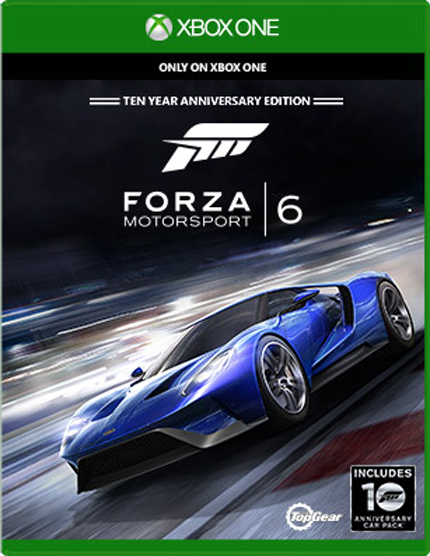 XBOX ONE
ONLY ON XBOX ONE
TEN YEAR ANNIVERSARY EDITION
FORZA
MOTORSPORT
6
INCLUDES
10
ANNIVERSARY
CAR PACK
TopGear